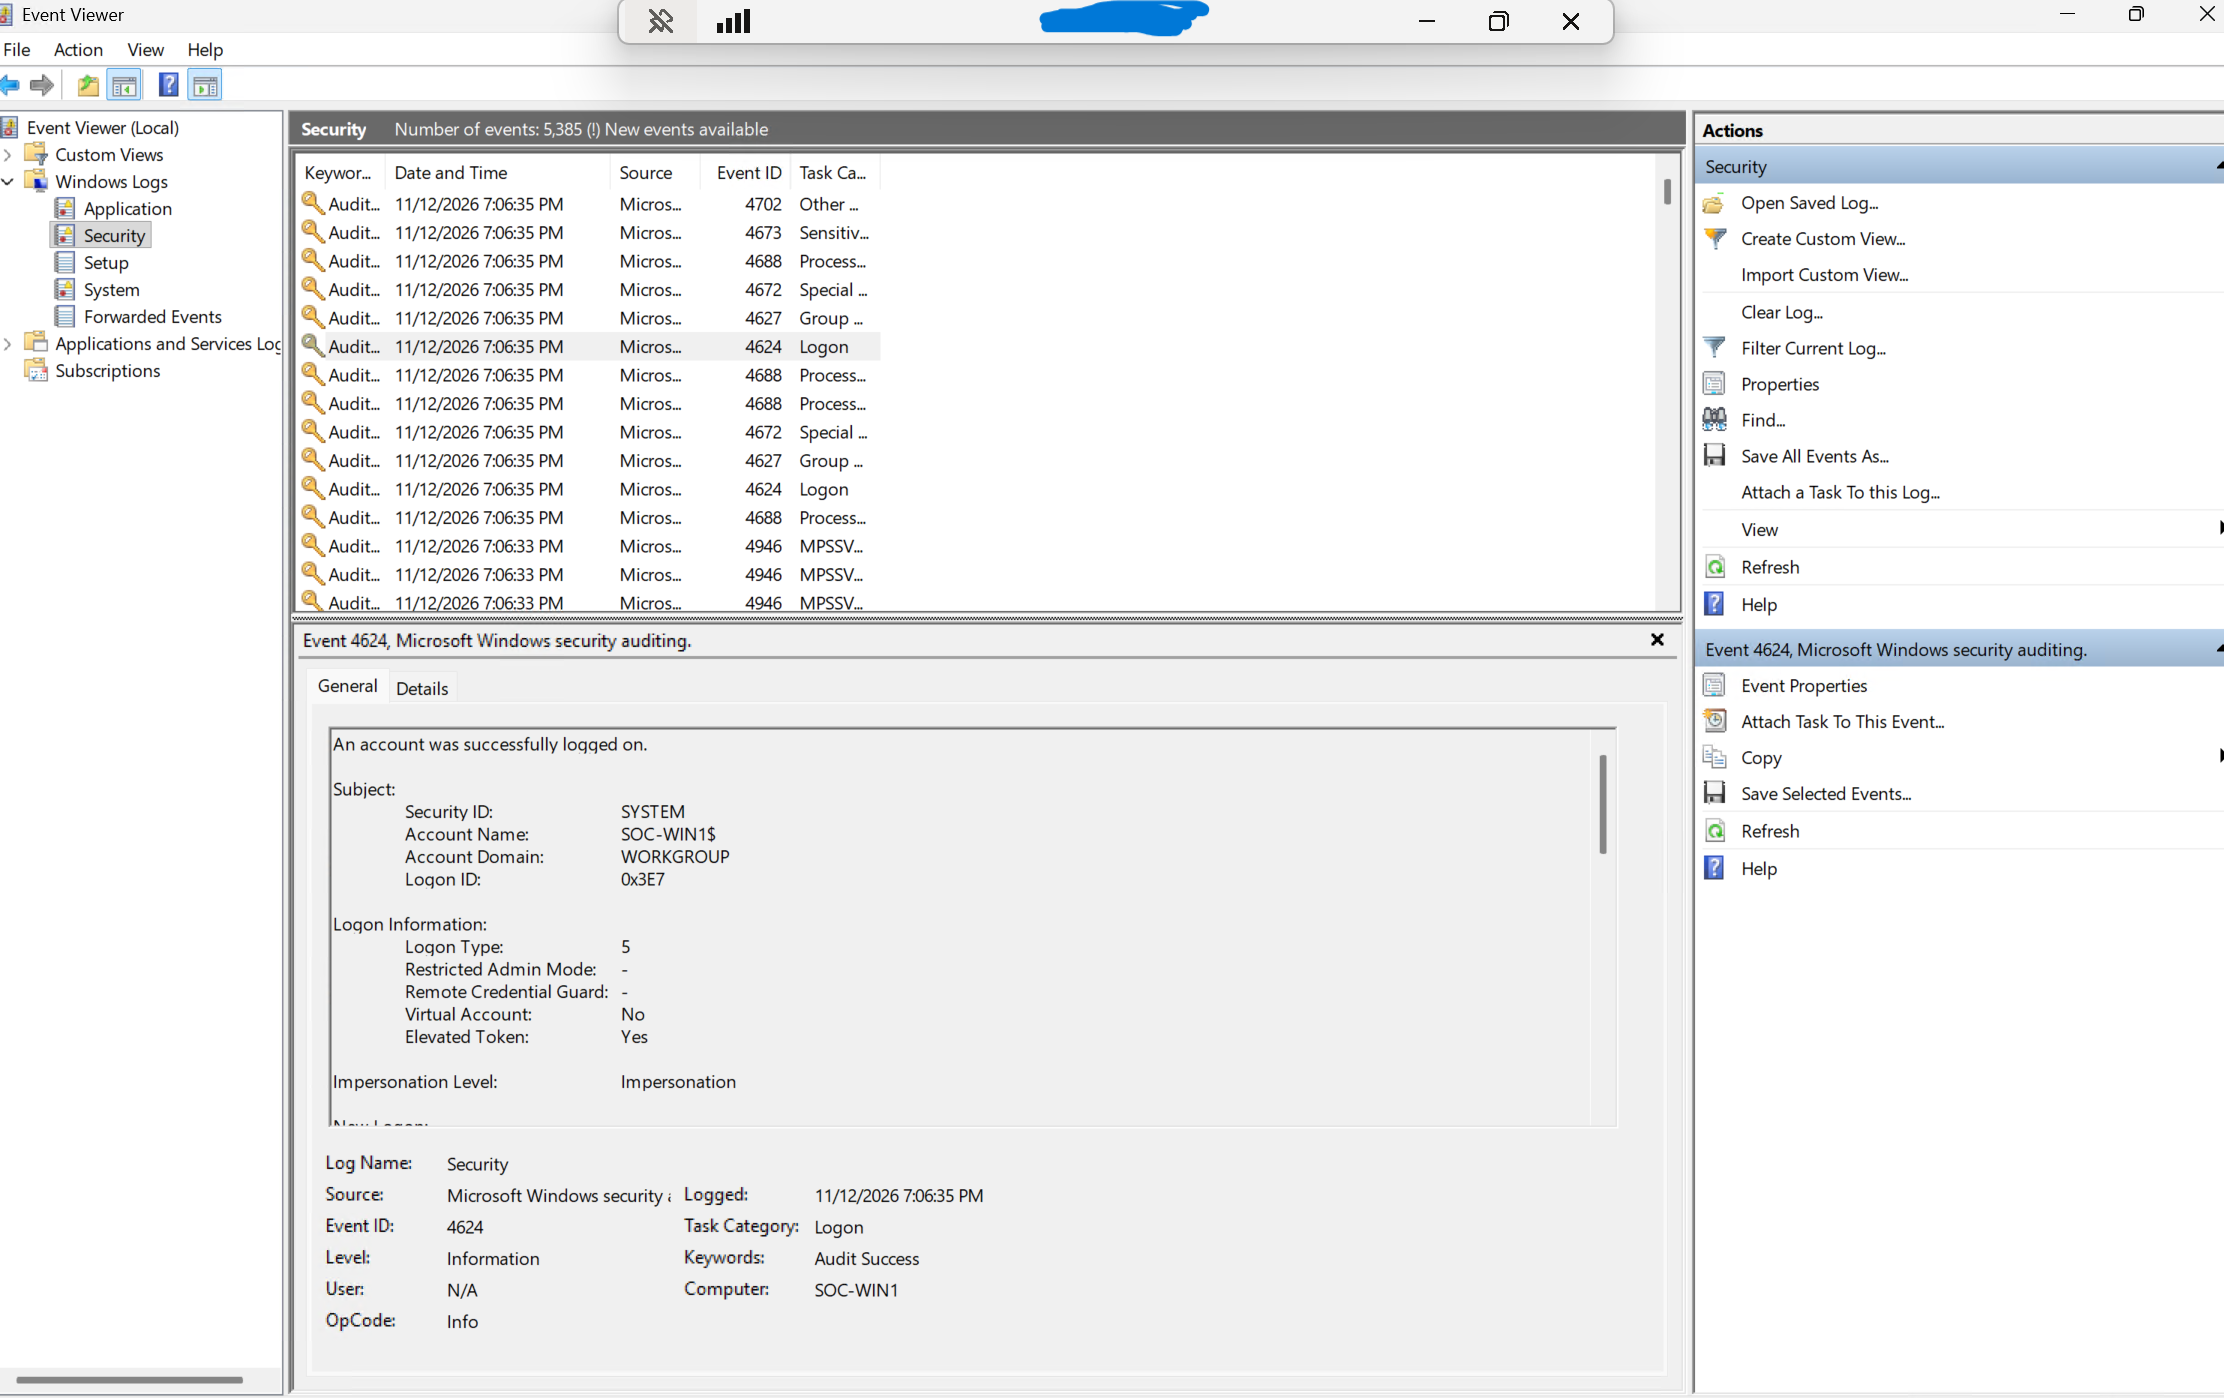 Event Viewer
File Action View Help
Event Viewer (Local)
Custom Views
Windows Logs
Application
Security
Setup
System
Forwarded Events
Applications and Services Log
Subscriptions
Security Number of events: 5,385 (!) New events available
Keywor... Date and Time Source Event ID Task Ca...
Audit... 11/12/2026 7:06:35 PM Micros... 4702 Other ...
Audit... 11/12/2026 7:06:35 PM Micros... 4673 Sensitiv...
Audit... 11/12/2026 7:06:35 PM Micros... 4688 Process...
Audit... 11/12/2026 7:06:35 PM Micros... 4672 Special ...
Audit... 11/12/2026 7:06:35 PM Micros... 4627 Group ...
Audit... 11/12/2026 7:06:35 PM Micros... 4624 Logon
Audit... 11/12/2026 7:06:35 PM Micros... 4688 Process...
Audit... 11/12/2026 7:06:35 PM Micros... 4688 Process...
Audit... 11/12/2026 7:06:35 PM Micros... 4672 Special ...
Audit... 11/12/2026 7:06:35 PM Micros... 4627 Group ...
Audit... 11/12/2026 7:06:35 PM Micros... 4624 Logon
Audit... 11/12/2026 7:06:35 PM Micros... 4688 Process...
Audit... 11/12/2026 7:06:33 PM Micros... 4946 MPSSV...
Audit... 11/12/2026 7:06:33 PM Micros... 4946 MPSSV...
Audit... 11/12/2026 7:06:33 PM Micros... 4946 MPSSV...
Event 4624, Microsoft Windows security auditing.
General Details
An account was successfully logged on.
Subject:
Security ID: SYSTEM
Account Name: SOC-WIN1$
Account Domain: WORKGROUP
Logon ID: 0x3E7
Logon Information:
Logon Type: 5
Restricted Admin Mode: -
Remote Credential Guard: -
Virtual Account: No
Elevated Token: Yes
Impersonation Level: Impersonation
New Logon:
Log Name: Security
Source: Microsoft Windows security a Logged: 11/12/2026 7:06:35 PM
Event ID: 4624 Task Category: Logon
Level: Information Keywords: Audit Success
User: N/A Computer: SOC-WIN1
OpCode: Info
Actions
Security
Open Saved Log...
Create Custom View...
Import Custom View...
Clear Log...
Filter Current Log...
Properties
Find...
Save All Events As...
Attach a Task To this Log...
View
Refresh
Help
Event 4624, Microsoft Windows security auditing.
Event Properties
Attach Task To This Event...
Copy
Save Selected Events...
Refresh
Help